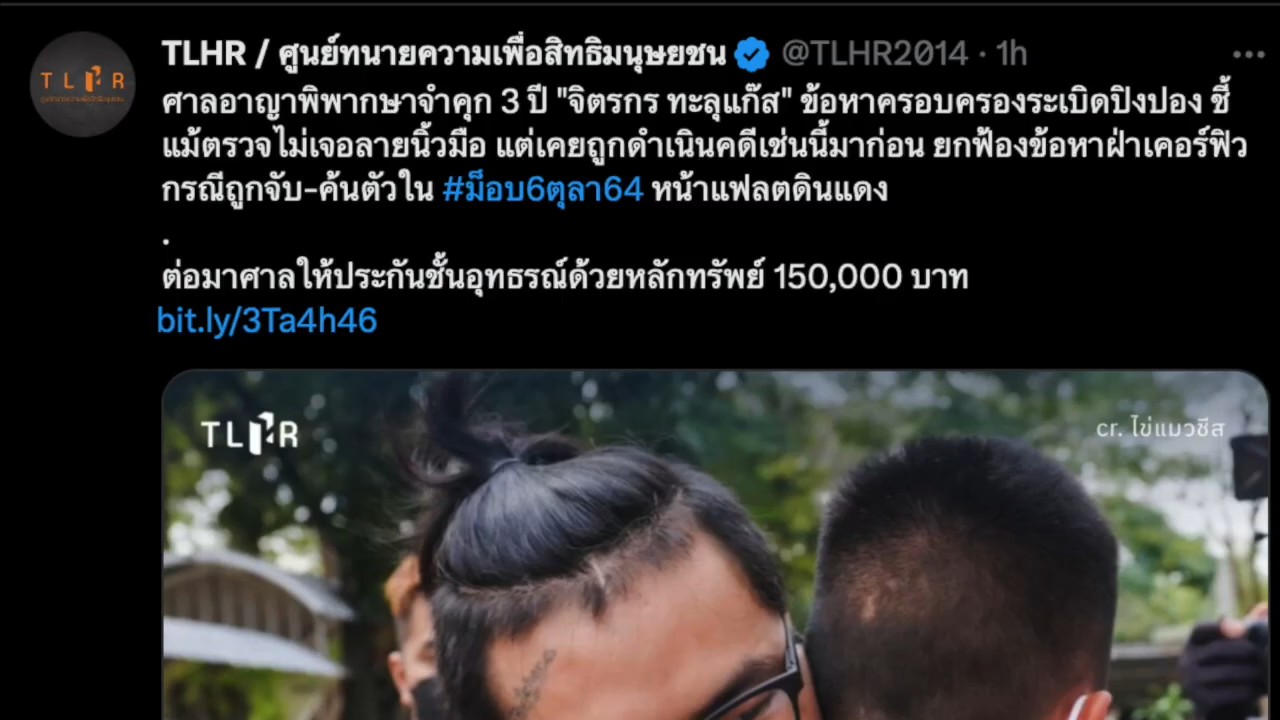 TLHR
TLHR / ศูนย์ทนายความเพื่อสิทธิมนุษยชน @TLHR2014 · 1h
ศาลอาญาพิพากษาจำคุก 3 ปี "จิตรกร ทะลุแก๊ส" ข้อหาครอบครองระเบิดปิงปอง ชี้
แม้ตรวจไม่เจอลายนิ้วมือ แต่เคยถูกดำเนินคดีเช่นนี้มาก่อน ยกฟ้องข้อหาฝ่าเคอร์ฟิว
กรณีถูกจับ-ค้นตัวใน #ม็อบ6ตุลา64 หน้าแฟลตดินแดง
.
ต่อมาศาลให้ประกันชั้นอุทธรณ์ด้วยหลักทรัพย์ 150,000 บาท
bit.ly/3Ta4h46
TLHR
cr. ไข่แมวชีส